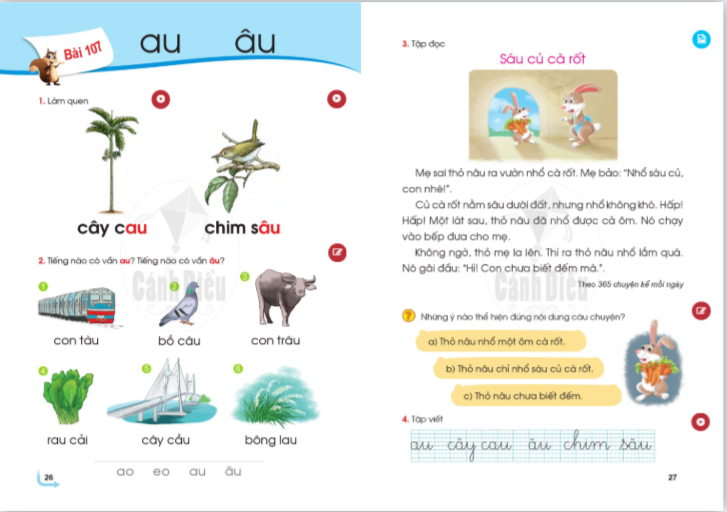 Bài 107
au âu
1. Làm quen
cây cau
chim sâu
2. Tiếng nào có vần au? Tiếng nào có vần âu?
1
2
3
con tàu
bồ câu
con trâu
4
5
6
rau cải
cây cầu
bông lau
ao eo au âu
26
Cánh Diều
3. Tập đọc
Sáu củ cà rốt
Mẹ sai thỏ nâu ra vườn nhổ cà rốt. Mẹ bảo: "Nhổ sáu củ,
con nhé!".
Củ cà rốt nằm sâu dưới đất, nhưng nhổ không khó. Hấp!
Hấp! Một lát sau, thỏ nâu đã nhổ được cả ôm. Nó chạy
vào bếp đưa cho mẹ.
Không ngờ, thỏ mẹ la lên. Thì ra thỏ nâu nhổ lắm quá.
Nó gãi đầu: "Hì! Con chưa biết đếm mà.".
Theo 365 chuyện kể mỗi ngày
Cánh Diều
? Những ý nào thể hiện đúng nội dung câu chuyện?
a) Thỏ nâu nhổ một ôm cà rốt.
b) Thỏ nâu chỉ nhổ sáu củ cà rốt.
c) Thỏ nâu chưa biết đếm.
4. Tập viết
au cây cau âu chim sâu
27